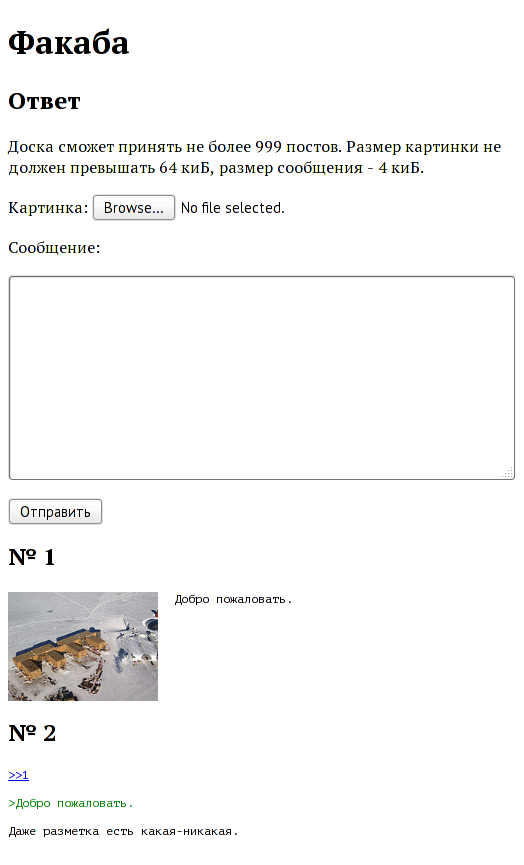 Факаба
Ответ
Доска сможет принять не более 999 постов. Размер картинки не
должен превышать 64 киБ, размер сообщения - 4 киБ.
Картинка: Browse... No file selected.
Сообщение:
Отправить
№ 1
Добро пожаловать.
№ 2
>>1
>Добро пожаловать.
Даже разметка есть какая-никакая.